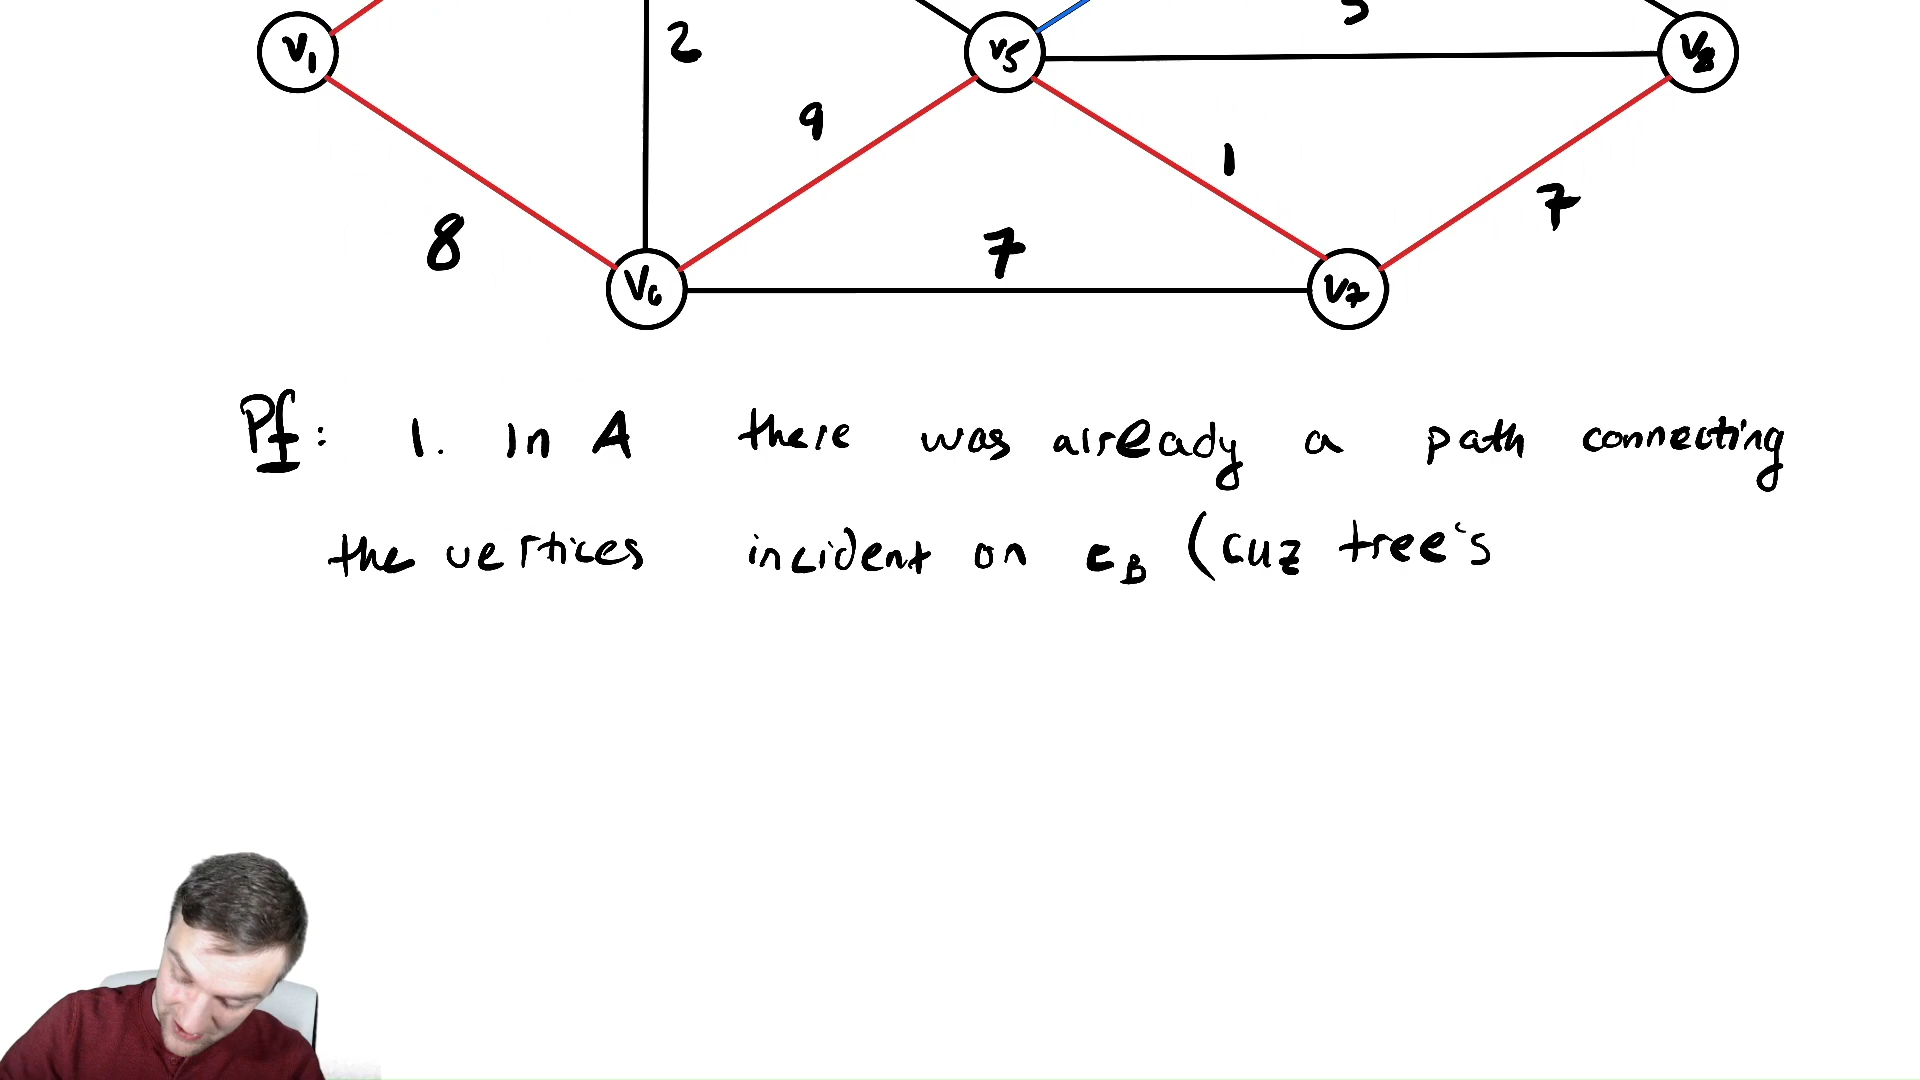 v1
2
v5
v8
9
1
8
7
7
v6
v7
Pf: 1. In A there was already a path connecting
the vertices incident on eB (cuz tree's